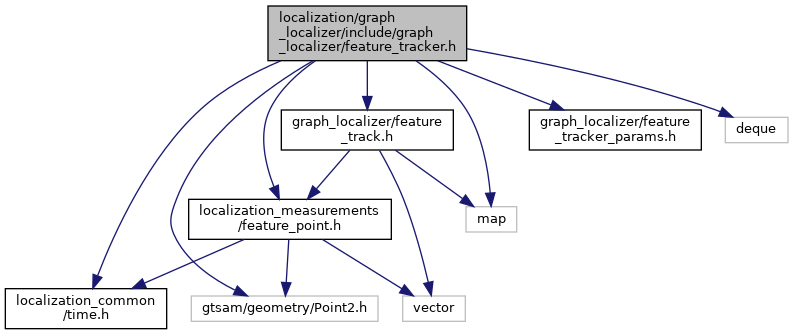 localization/graph
_localizer/include/graph
_localizer/feature_tracker.h
graph_localizer/feature
_track.h
graph_localizer/feature
_tracker_params.h
deque
localization_measurements
/feature_point.h
map
localization_common
/time.h
gtsam/geometry/Point2.h
vector